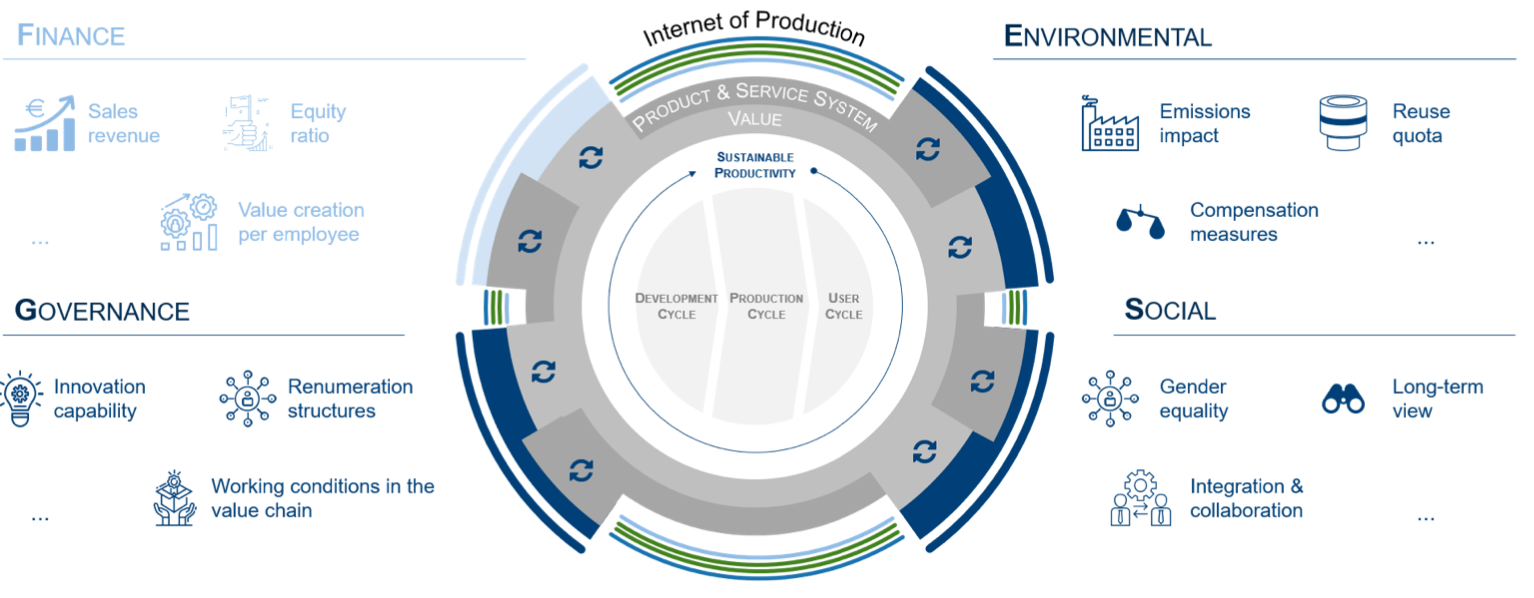 Internet of Production
PRODUCT & SERVICE SYSTEM
VALUE
SUSTAINABLE
PRODUCTIVITY
DEVELOPMENT
CYCLE
PRODUCTION
CYCLE
USER
CYCLE
FINANCE
€
Sales
revenue
Equity
ratio
Value creation
per employee
...
GOVERNANCE
Innovation
capability
Renumeration
structures
Working conditions in the
value chain
...
ENVIRONMENTAL
Emissions
impact
Reuse
quota
Compensation
measures
...
SOCIAL
Gender
equality
Long-term
view
Integration &
collaboration
...